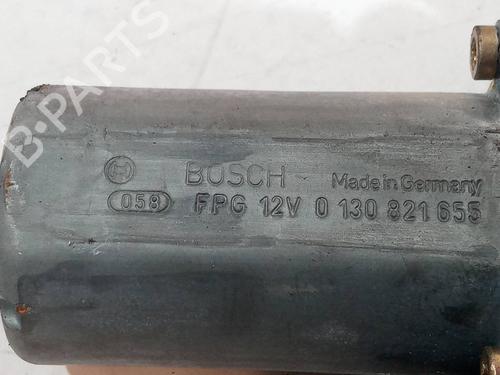 B-PARTS
BOSCH Made in Germany
058 FPG 12V 0 130 821 655